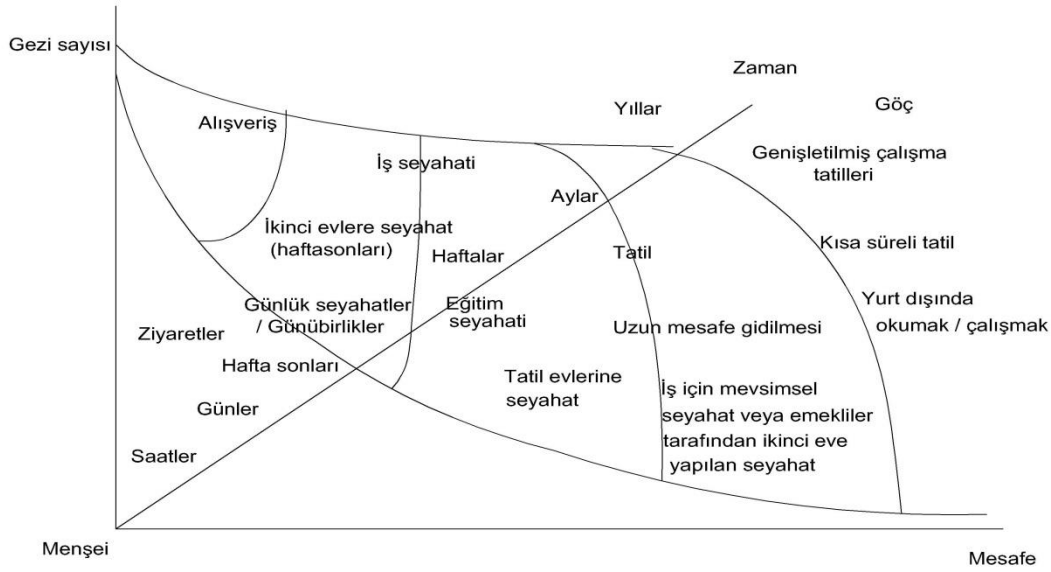 Gezi sayısı
Zaman
Yıllar
Göç
Alışveriş
İş seyahati
Genişletilmiş çalışma
tatilleri
Aylar
İkinci evlere seyahat
(haftasonları)
Haftalar
Tatil
Kısa süreli tatil
Günlük seyahatler
/ Günübirlikler
Eğitim
seyahati
Yurt dışında
okumak / çalışmak
Ziyaretler
Uzun mesafe gidilmesi
Hafta sonları
Tatil evlerine
seyahat
İş için mevsimsel
seyahat veya emekliler
tarafından ikinci eve
yapılan seyahat
Günler
Saatler
Menşei
Mesafe